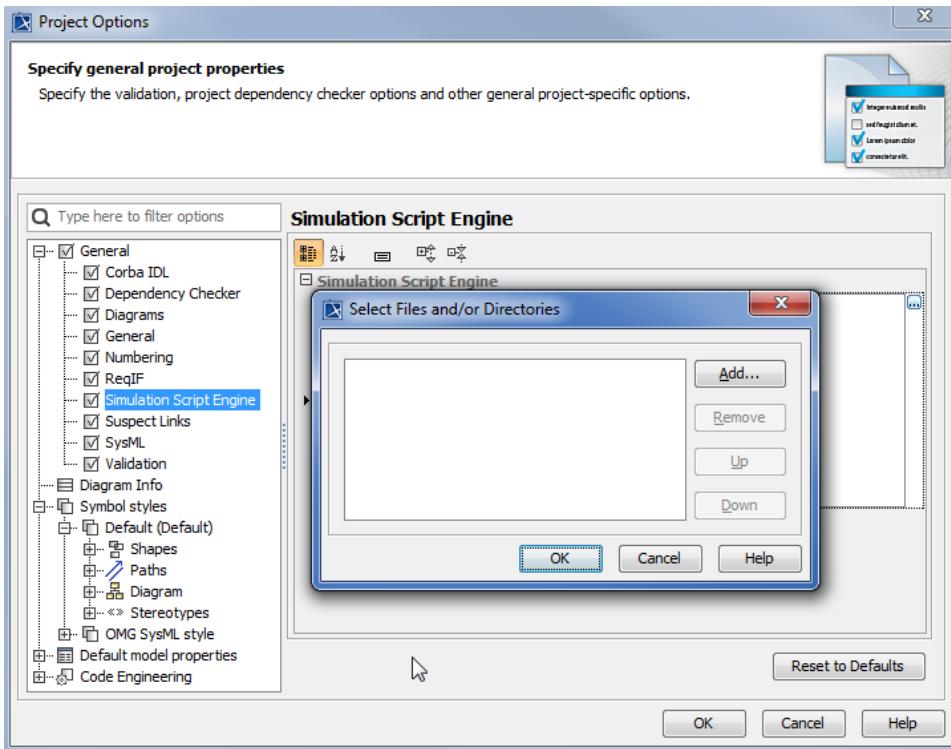 Project Options
Specify general project properties
Specify the validation, project dependency checker options and other general project-specific options.
Type here to filter options
General
Corba IDL
Dependency Checker
Diagrams
General
Numbering
ReqIF
Simulation Script Engine
Suspect Links
SysML
Validation
Diagram Info
Symbol styles
Default (Default)
Shapes
Paths
Diagram
Stereotypes
OMG SysML style
Default model properties
Code Engineering
Simulation Script Engine
Simulation Script Engine
Select Files and/or Directories
Add...
Remove
Up
Down
OK Cancel Help
Reset to Defaults
OK Cancel Help